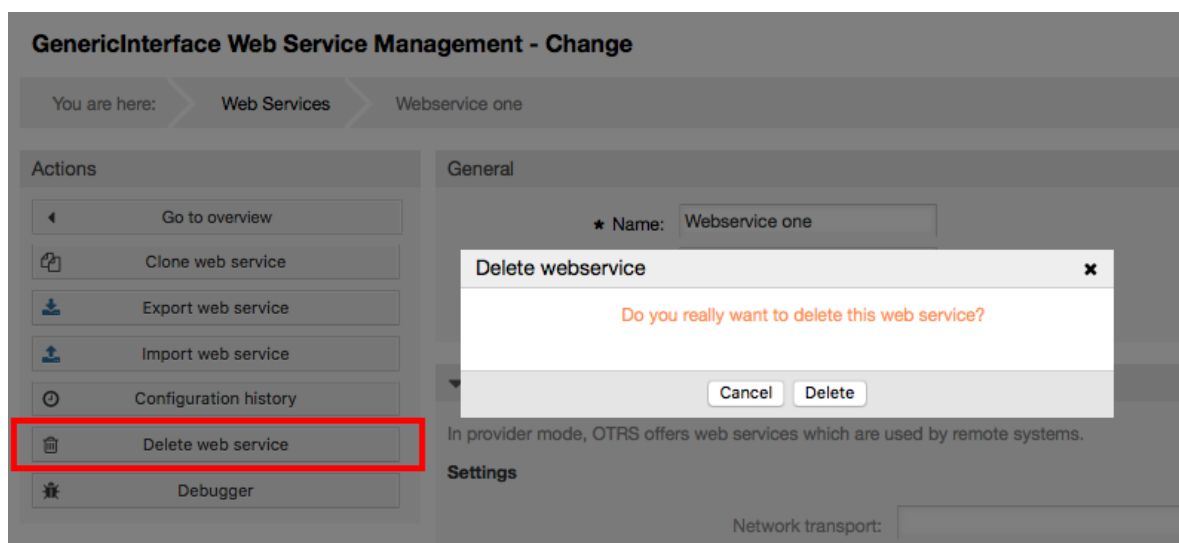 GenericInterface Web Service Management - Change
You are here: Web Services Webservice one
Actions
Go to overview
Clone web service
Export web service
Import web service
Configuration history
Delete web service
Debugger
General
★ Name: Webservice one
Delete webservice ✖
Do you really want to delete this web service?
Cancel Delete
In provider mode, OTRS offers web services which are used by remote systems.
Settings
Network transport: